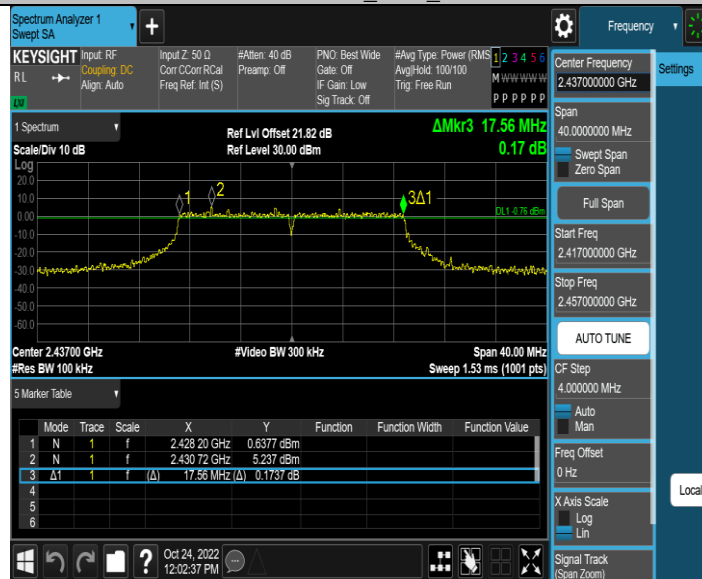 Spectrum Analyzer 1
Swept SA
Frequency
KEYSIGHT
RL
LXI
Input: RF
Coupling: DC
Align: Auto
Input Z: 50 Ω
Corr CCorr RCal
Freq Ref: Int (S)
#Atten: 40 dB
Preamp: Off
PNO: Best Wide
Gate: Off
IF Gain: Low
Sig Track: Off
#Avg Type: Power (RMS
Avg|Hold: 100/100
Trig: Free Run
1 2 3 4 5 6
M W W W W W
P P P P P P
Center Frequency
2.437000000 GHz
Settings
Span
40.0000000 MHz
Swept Span
Zero Span
Full Span
Start Freq
2.417000000 GHz
Stop Freq
2.457000000 GHz
AUTO TUNE
CF Step
4.000000 MHz
Auto
Man
Freq Offset
0 Hz
X Axis Scale
Log
Lin
Signal Track
(Span Zoom)
Local
1 Spectrum
Scale/Div 10 dB
Ref Lvl Offset 21.82 dB
Ref Level 30.00 dBm
ΔMkr3 17.56 MHz
0.17 dB
Log
20.0
10.0
0.00
-10.0
-20.0
-30.0
-40.0
-50.0
-60.0
1
2
3Δ1
DL1 -0.76 dBm
Center 2.43700 GHz
#Video BW 300 kHz
Span 40.00 MHz
#Res BW 100 kHz
Sweep 1.53 ms (1001 pts)
5 Marker Table
Mode Trace Scale X Y Function Function Width Function Value
1 N 1 f 2.428 20 GHz 0.6377 dBm
2 N 1 f 2.430 72 GHz 5.237 dBm
3 Δ1 1 f (Δ) 17.56 MHz (Δ) 0.1737 dB
4
5
6
Oct 24, 2022
12:02:37 PM